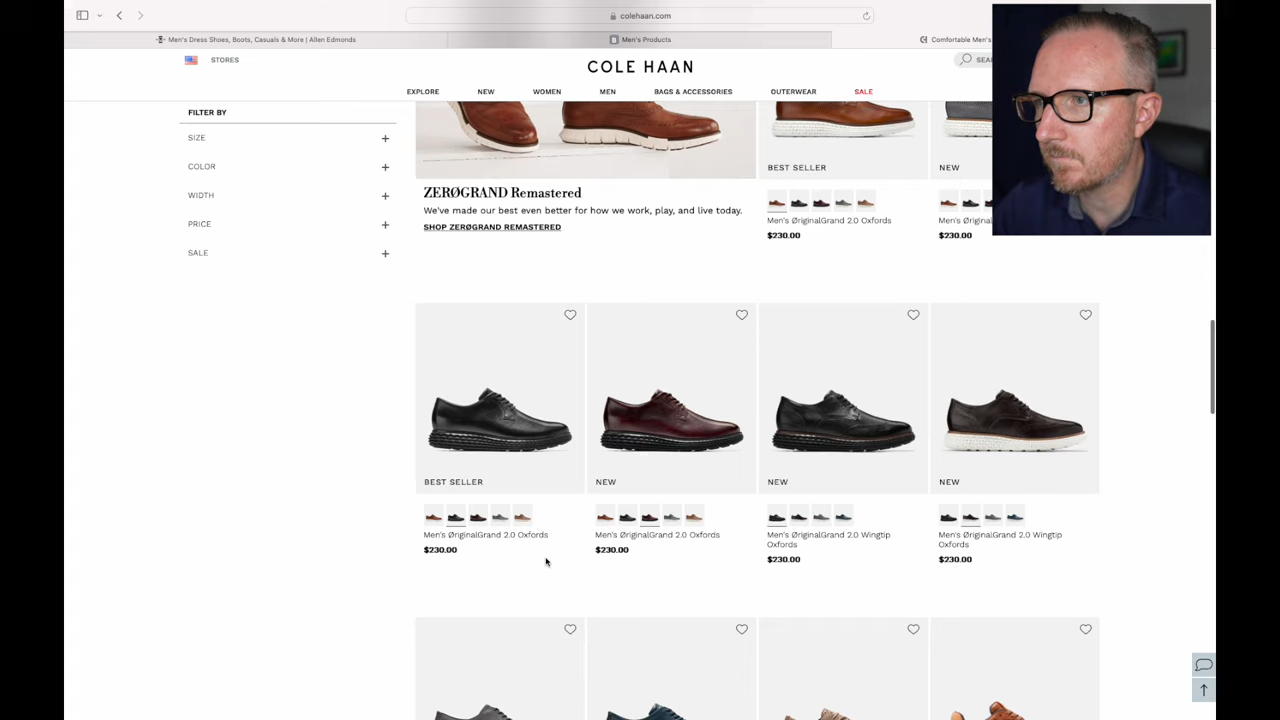 colehaan.com
Men's Dress Shoes, Boots, Casuals & More | Allen Edmonds
Men's Products
Comfortable Men's
STORES
COLE HAAN
EXPLORE
NEW
WOMEN
MEN
BAGS & ACCESSORIES
OUTERWEAR
SALE
FILTER BY
SIZE
COLOR
WIDTH
PRICE
SALE
ZERØGRAND Remastered
We've made our best even better for how we work, play, and live today.
SHOP ZERØGRAND REMASTERED
BEST SELLER
Men's ØriginalGrand 2.0 Oxfords
$230.00
NEW
Men's ØriginalGrand 2.0
$230.00
BEST SELLER
Men's ØriginalGrand 2.0 Oxfords
$230.00
NEW
Men's ØriginalGrand 2.0 Oxfords
$230.00
NEW
Men's ØriginalGrand 2.0 Wingtip
Oxfords
$230.00
NEW
Men's ØriginalGrand 2.0 Wingtip
Oxfords
$230.00